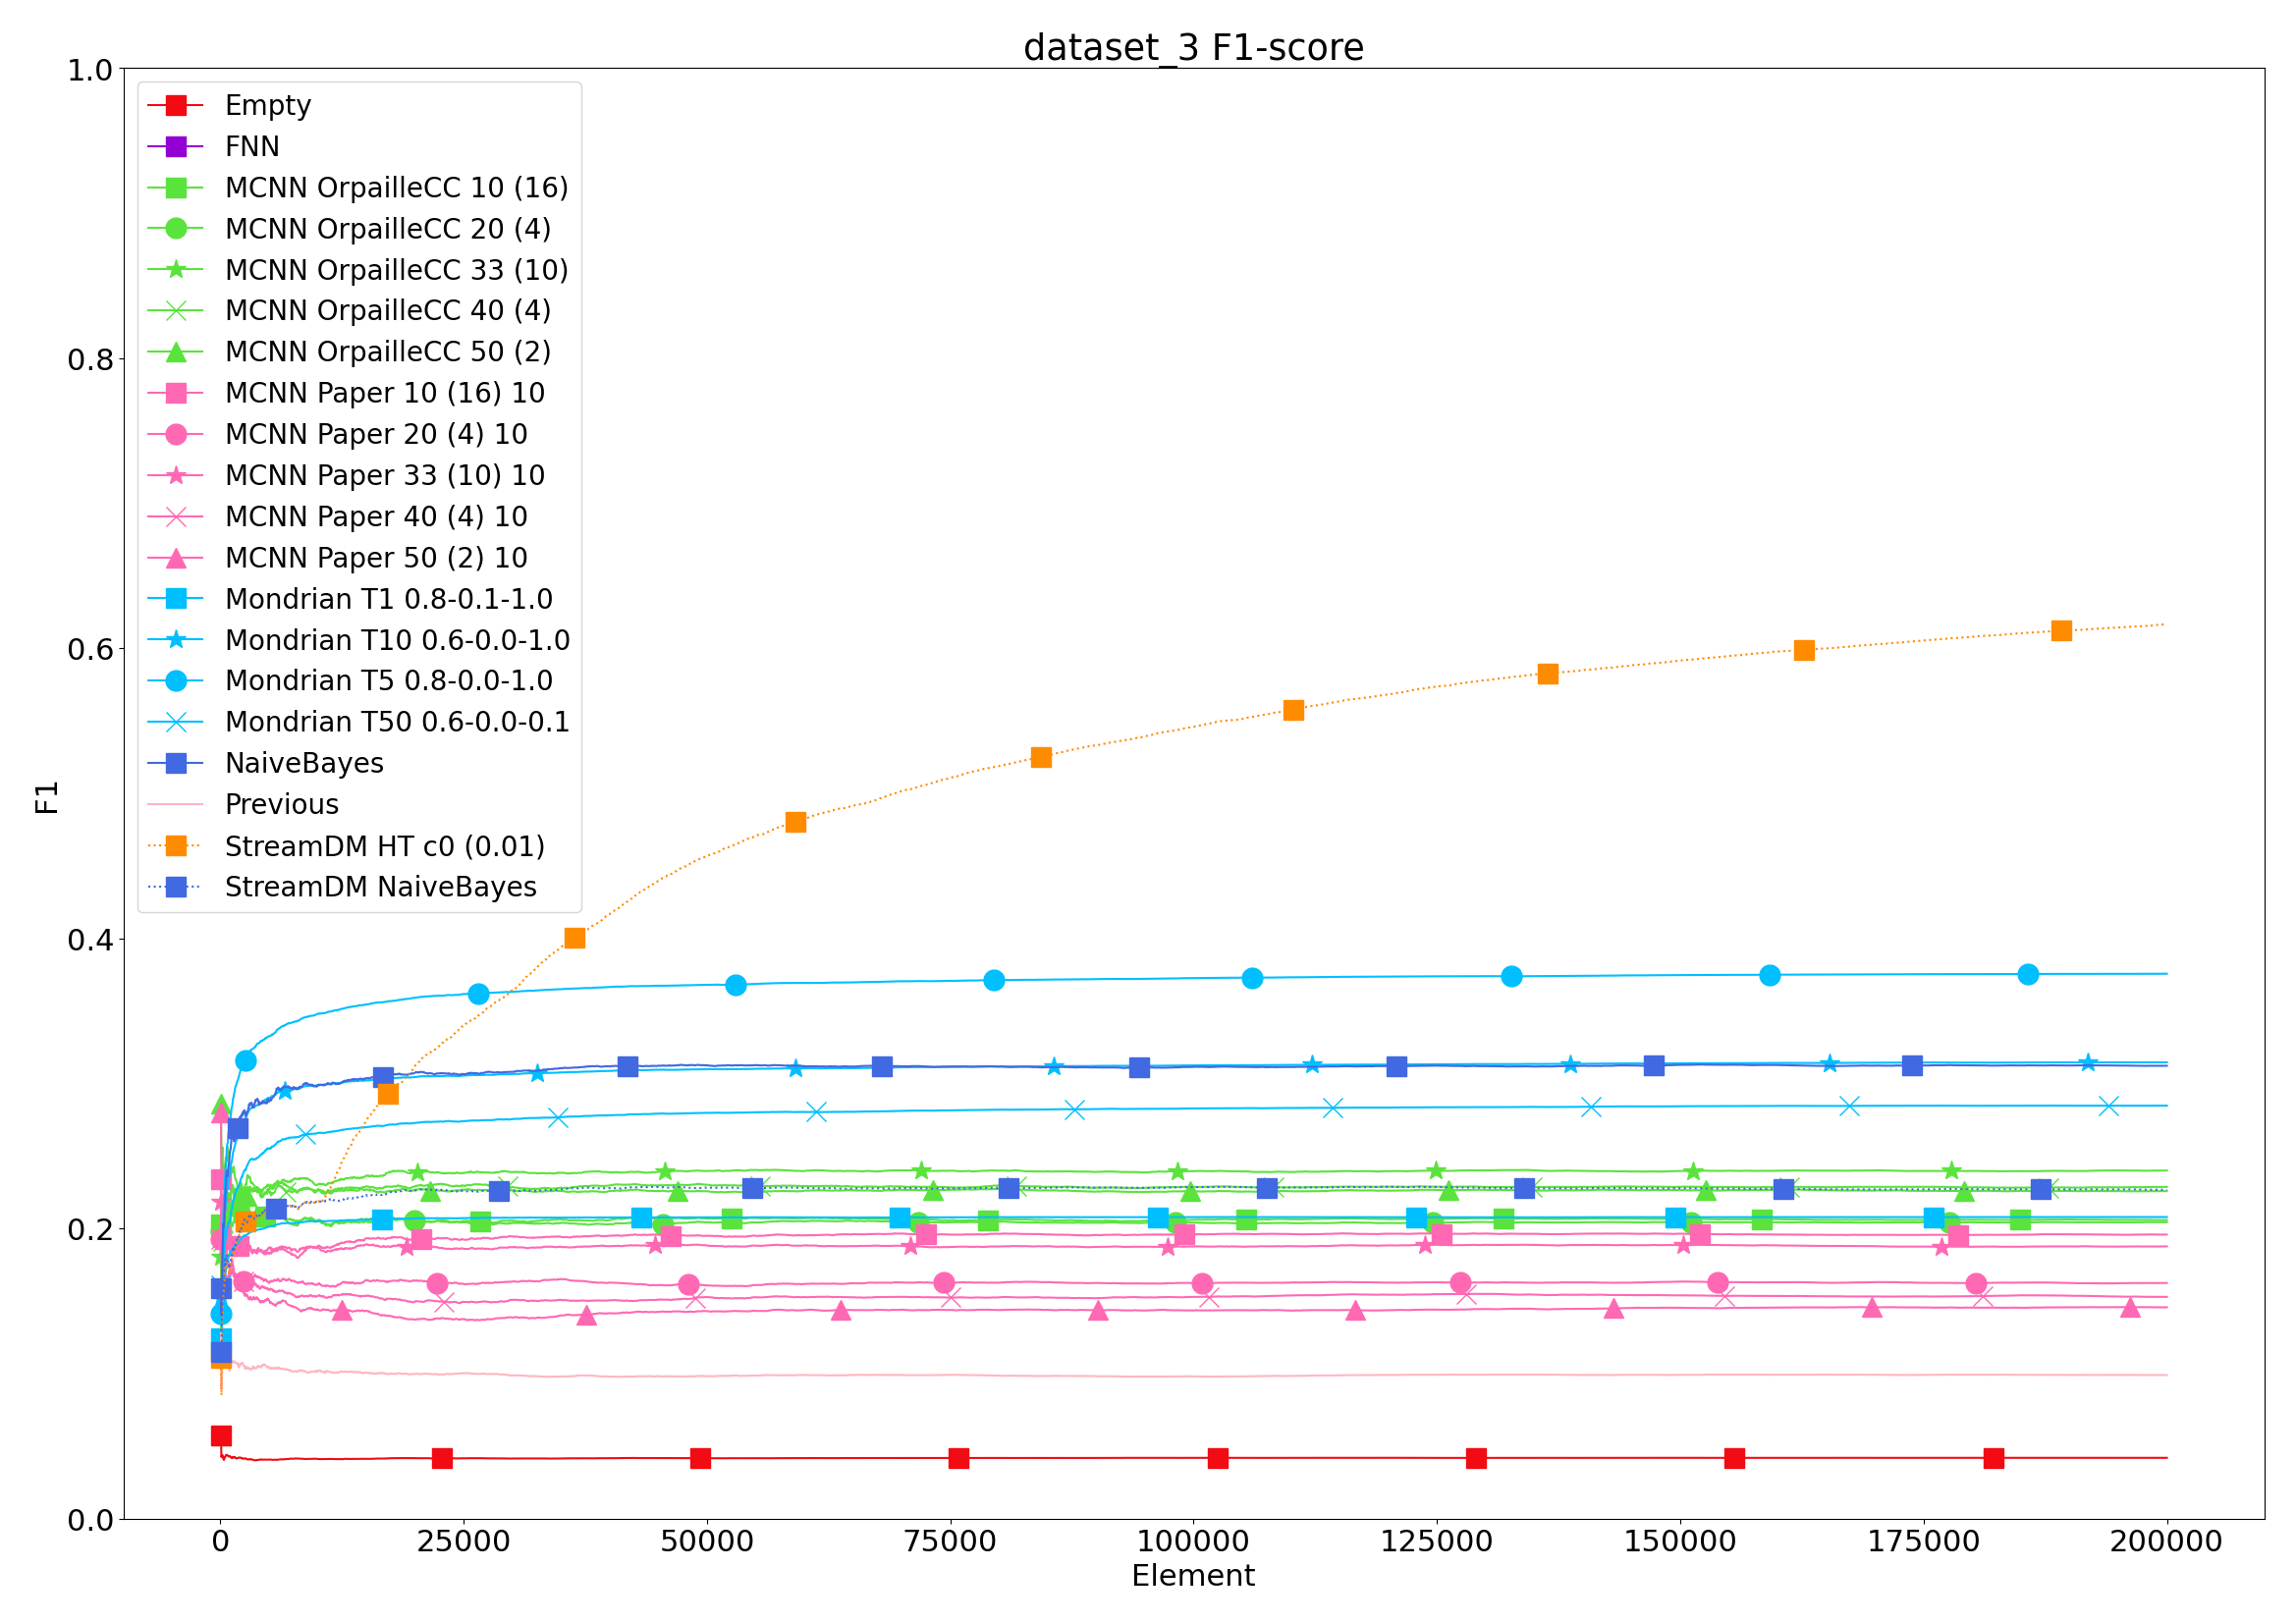 dataset_3 F1-score
1.0
0.8
0.6
0.4
0.2
0.0
F1
Empty
FNN
MCNN OrpailleCC 10 (16)
MCNN OrpailleCC 20 (4)
MCNN OrpailleCC 33 (10)
MCNN OrpailleCC 40 (4)
MCNN OrpailleCC 50 (2)
MCNN Paper 10 (16) 10
MCNN Paper 20 (4) 10
MCNN Paper 33 (10) 10
MCNN Paper 40 (4) 10
MCNN Paper 50 (2) 10
Mondrian T1 0.8-0.1-1.0
Mondrian T10 0.6-0.0-1.0
Mondrian T5 0.8-0.0-1.0
Mondrian T50 0.6-0.0-0.1
NaiveBayes
Previous
StreamDM HT c0 (0.01)
StreamDM NaiveBayes
0 25000 50000 75000 100000 125000 150000 175000 200000
Element